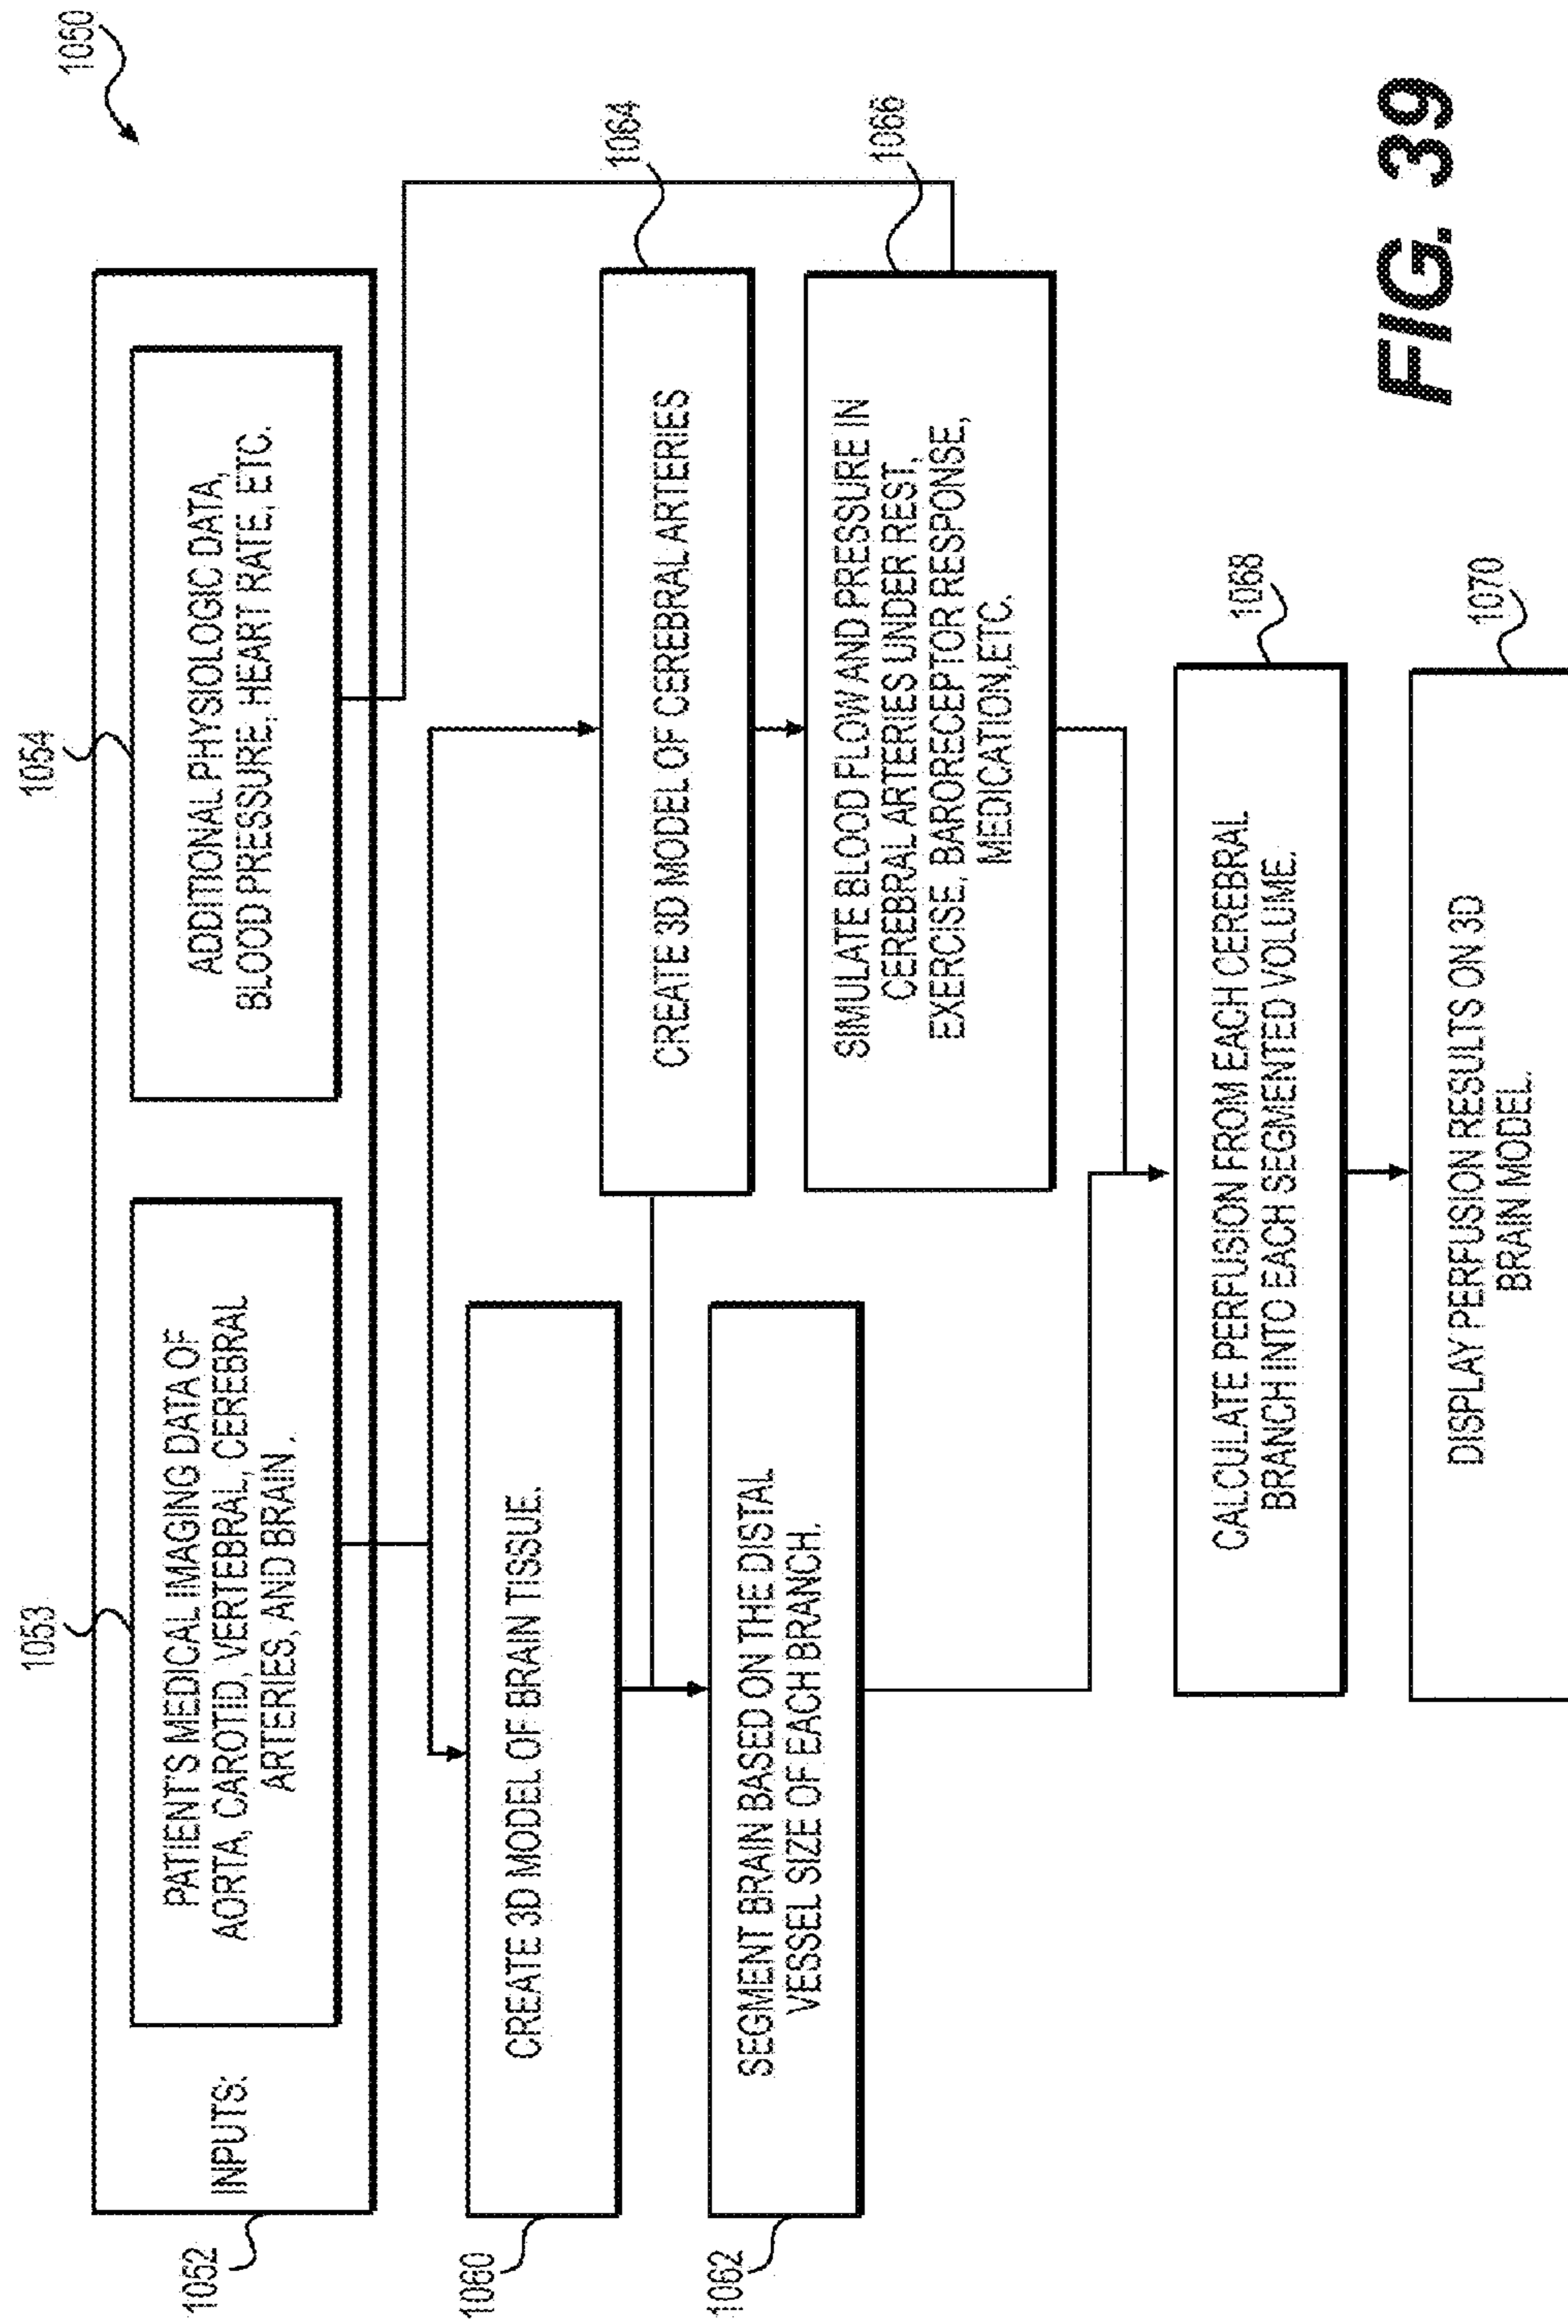 1050
1052
INPUTS:
1053
PATIENT'S MEDICAL IMAGING DATA OF
AORTA, CAROTID, VERTEBRAL, CEREBRAL
ARTERIES, AND BRAIN.
1054
ADDITIONAL PHYSIOLOGIC DATA,
BLOOD PRESSURE, HEART RATE, ETC.
1060
CREATE 3D MODEL OF BRAIN TISSUE.
1064
CREATE 3D MODEL OF CEREBRAL ARTERIES
1062
SEGMENT BRAIN BASED ON THE DISTAL
VESSEL SIZE OF EACH BRANCH.
1066
SIMULATE BLOOD FLOW AND PRESSURE IN
CEREBRAL ARTERIES UNDER REST,
EXERCISE, BARORECEPTOR RESPONSE,
MEDICATION,ETC.
1068
CALCULATE PERFUSION FROM EACH CEREBRAL
BRANCH INTO EACH SEGMENTED VOLUME.
1070
DISPLAY PERFUSION RESULTS ON 3D
BRAIN MODEL.
FIG. 39